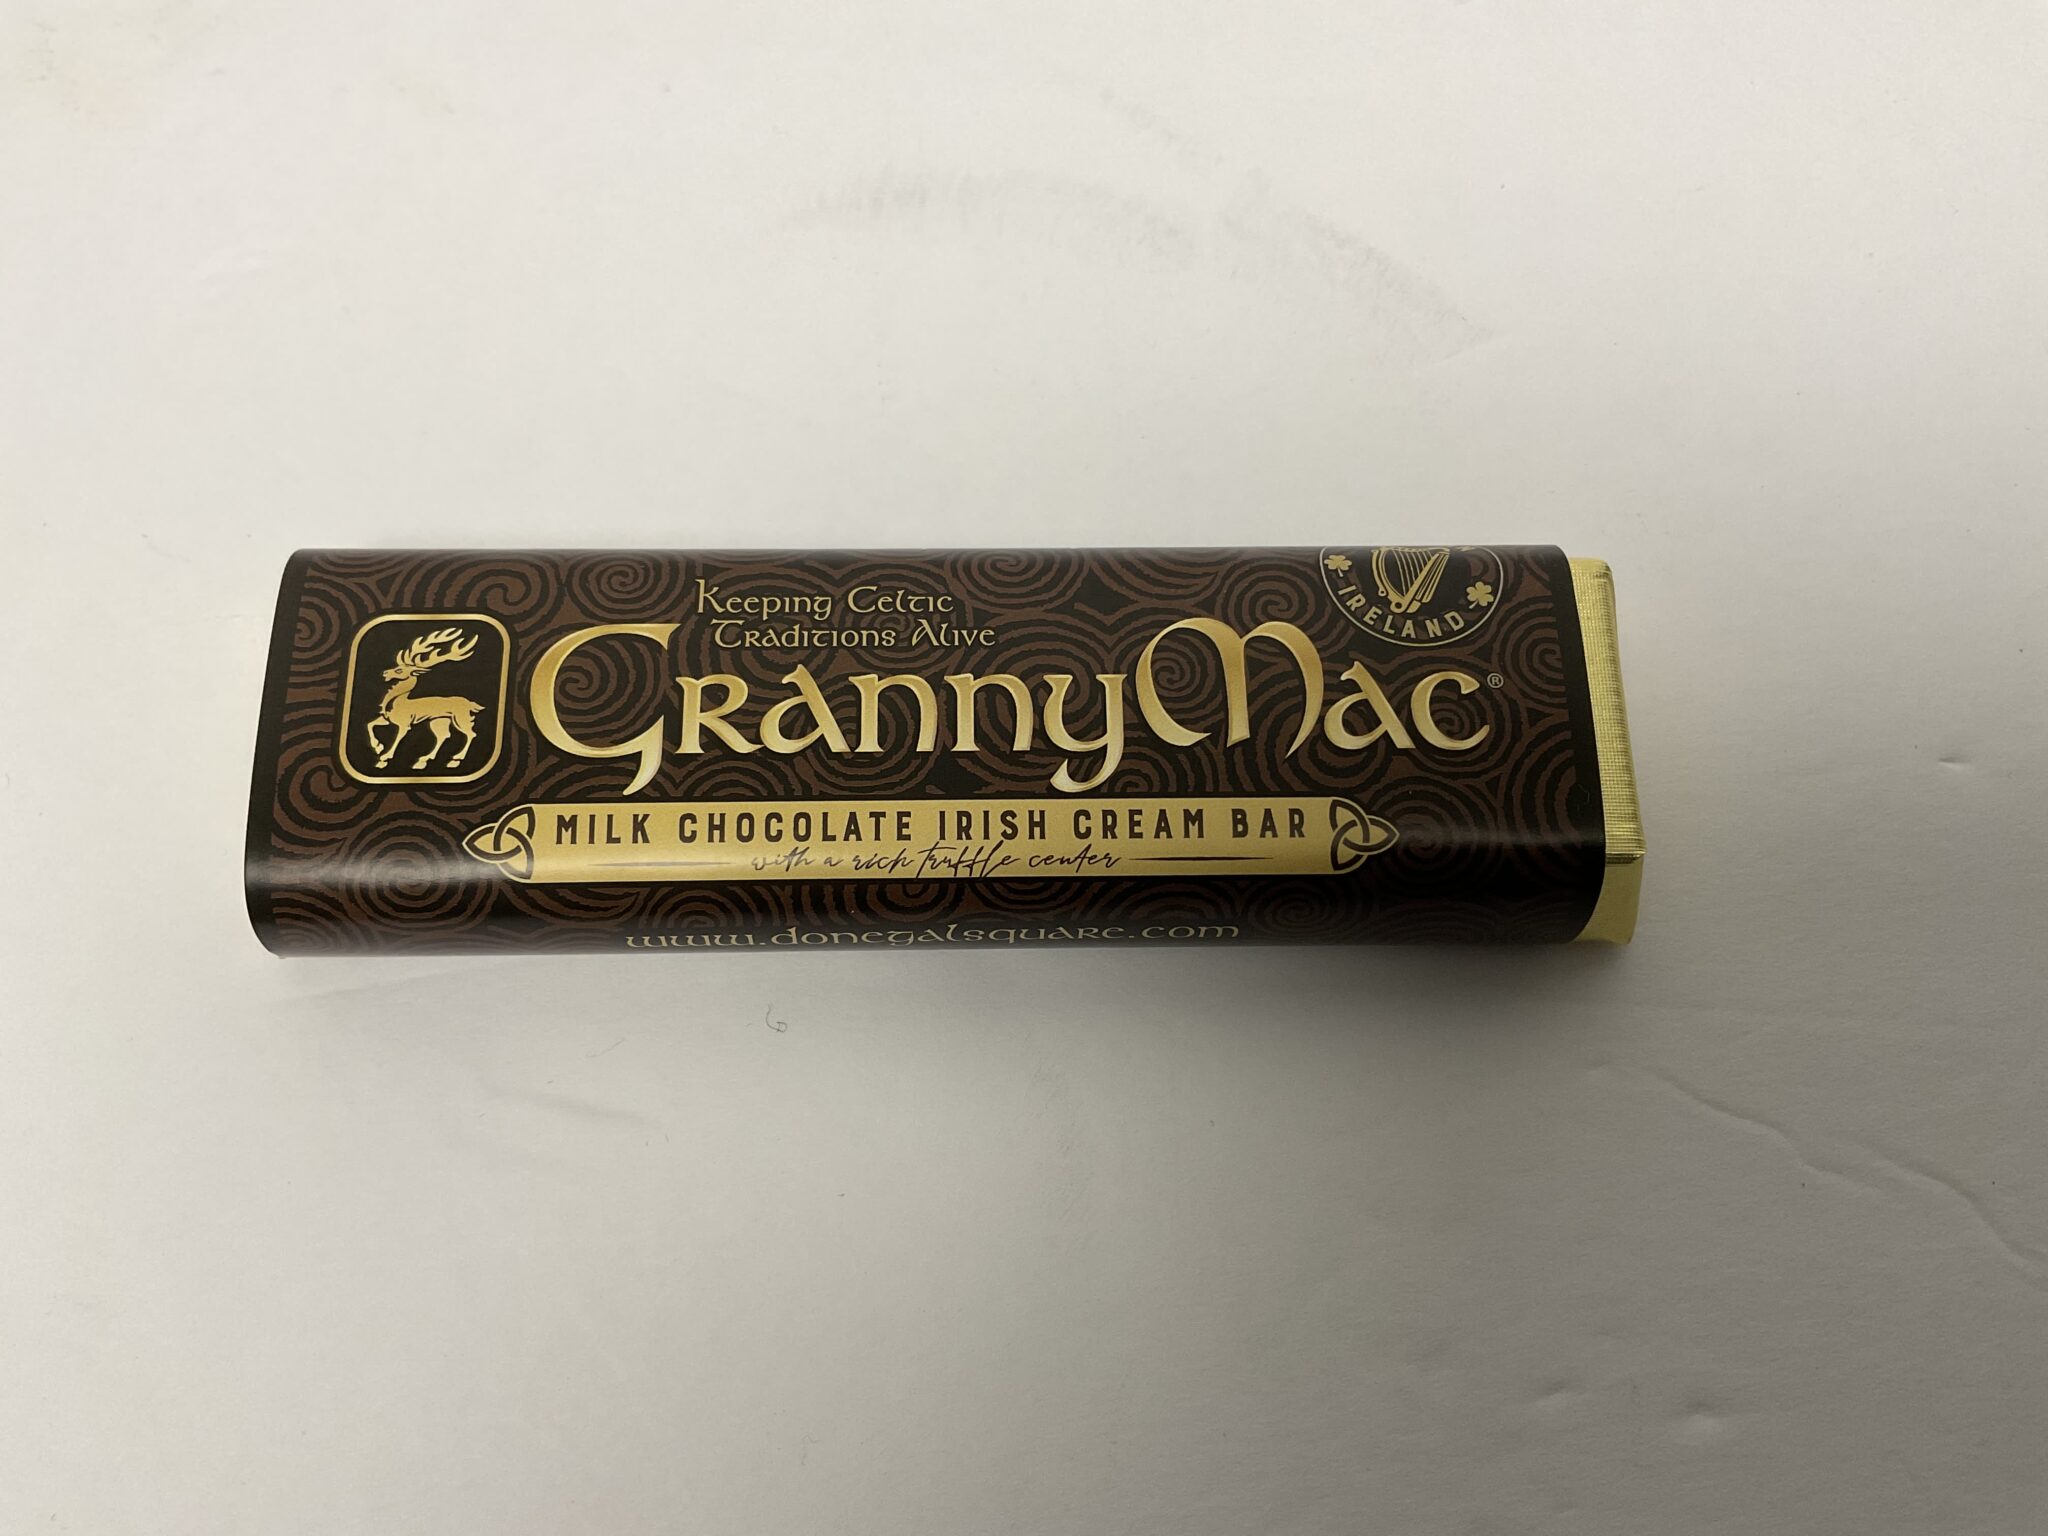 Keeping Celtic
Traditions Alive
GrannyMac®
IRELAND
MILK CHOCOLATE IRISH CREAM BAR
with a rich truffle center
www.donegalsquare.com